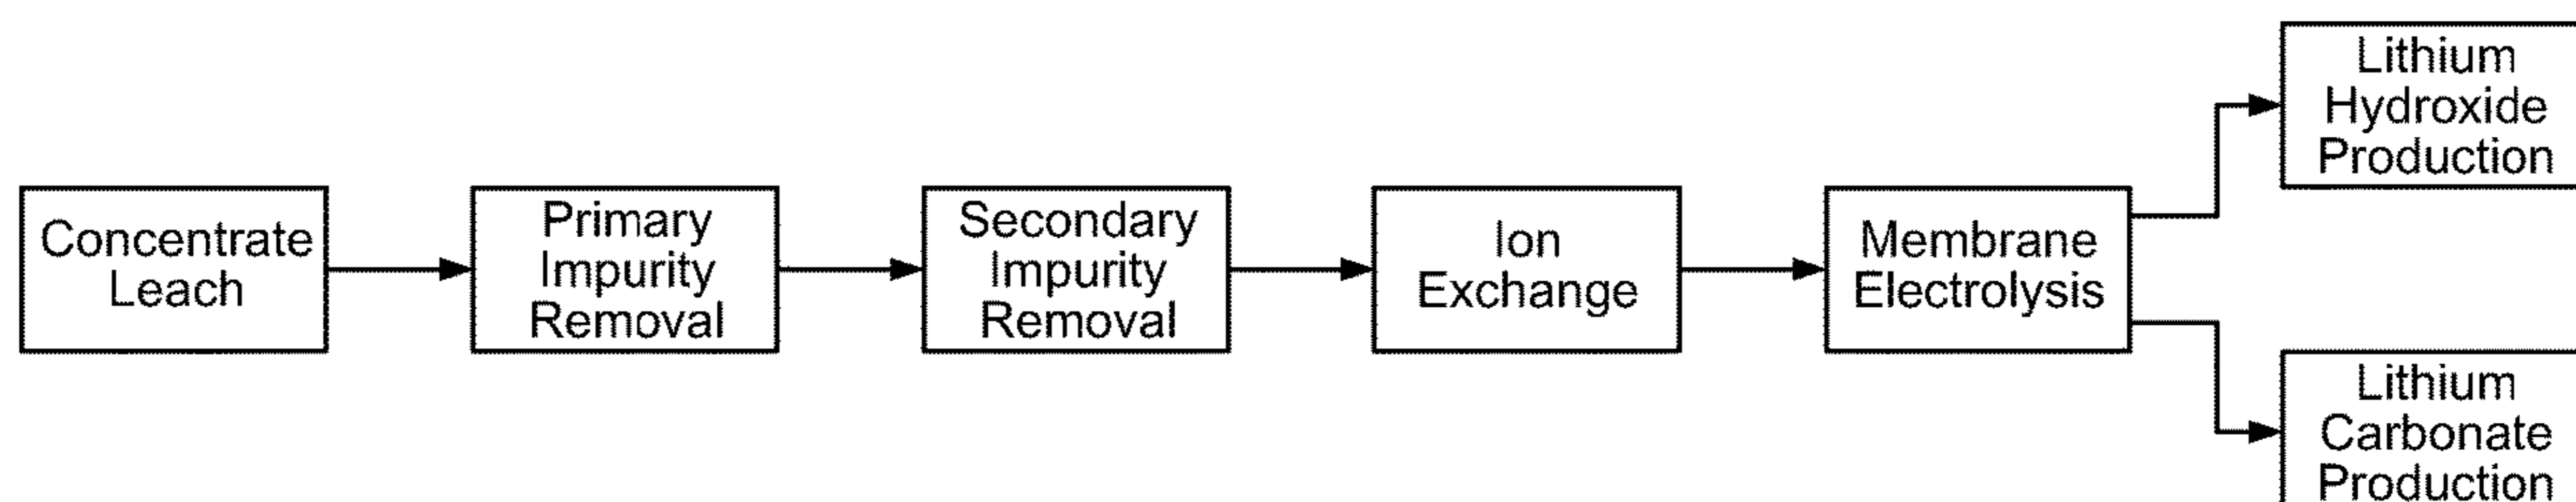 Concentrate
Leach
Primary
Impurity
Removal
Secondary
Impurity
Removal
Ion
Exchange
Membrane
Electrolysis
Lithium
Hydroxide
Production
Lithium
Carbonate
Production